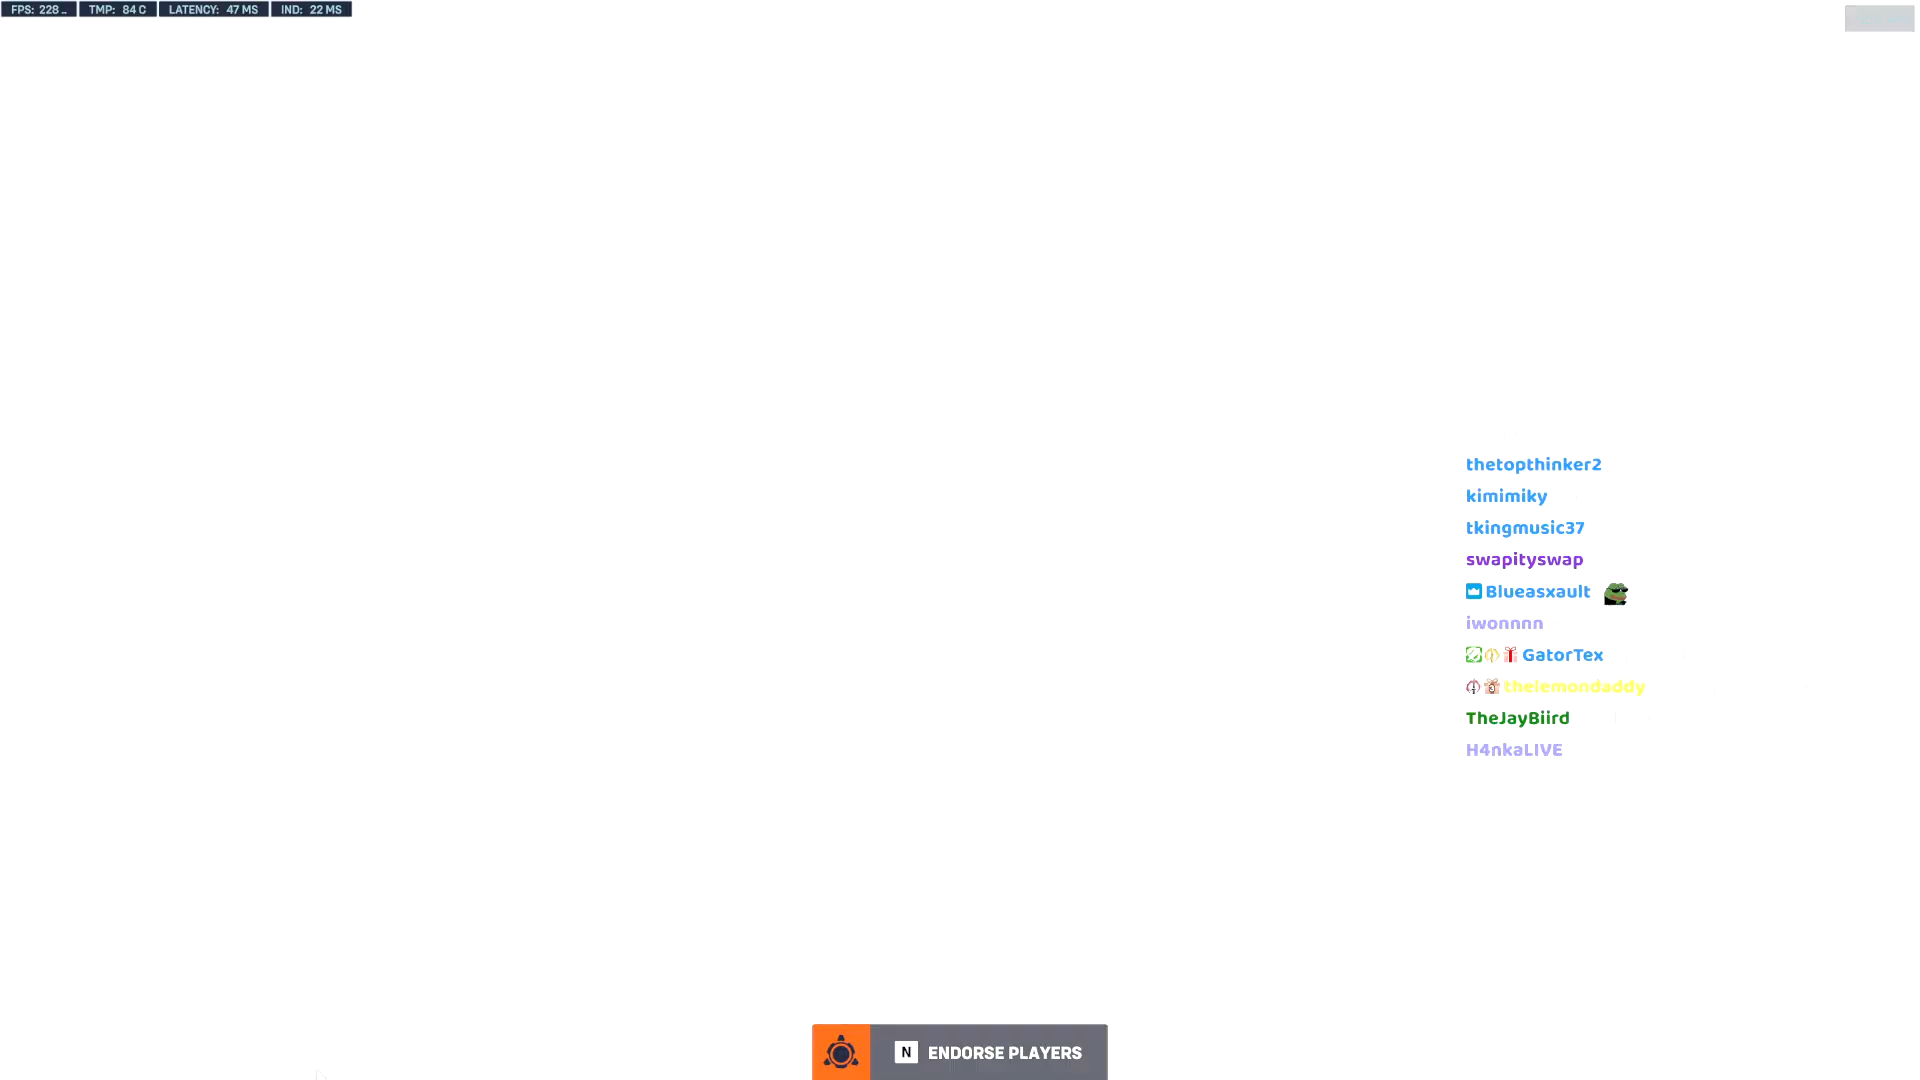 FPS: 228 ..
TMP: 84 C
LATENCY: 47 MS
IND: 22 MS
thetopthinker2
kimimiky
tkingmusic37
swapityswap
Blueasxault
iwonnnn
GatorTex
3 thelemondaddy
TheJayBiird
H4nkaLIVE
N ENDORSE PLAYERS